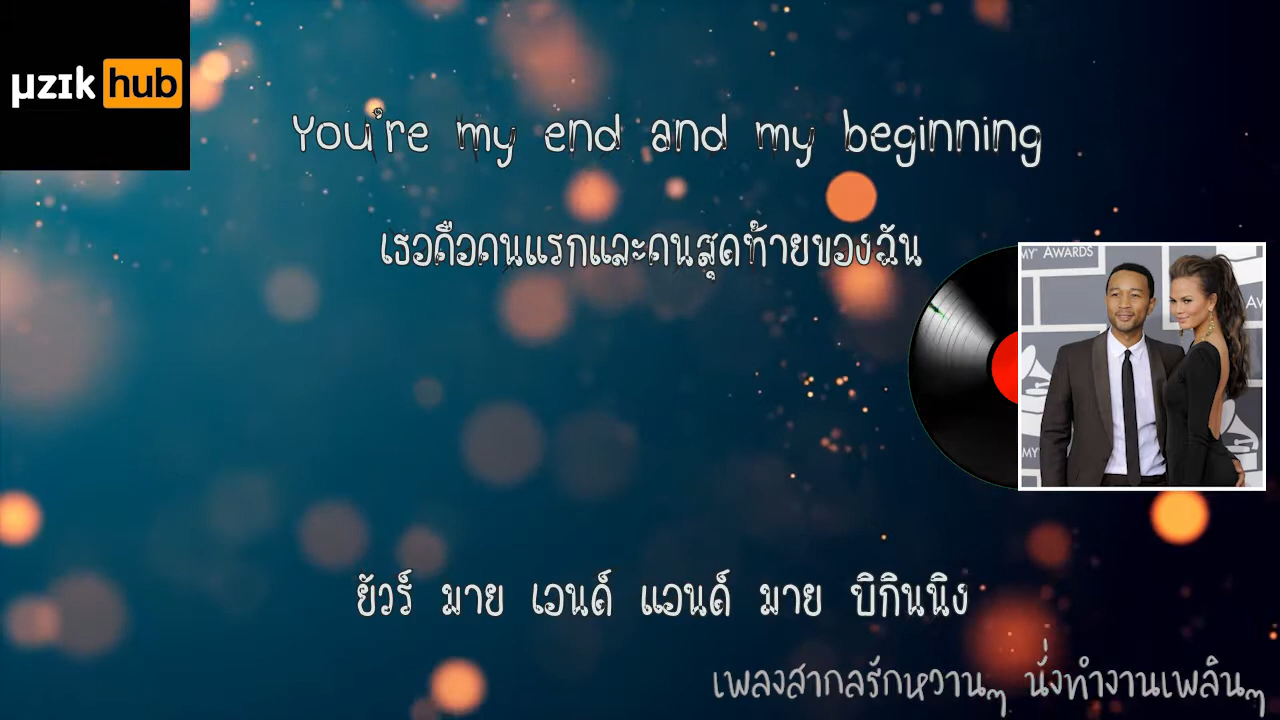 µzık hub
You're my end and my beginning
เธอคือคนแรกและคนสุดท้ายของฉัน
MY AWARDS
ยัวร์ มาย เอนด์ แอนด์ มาย บิกินนิง
เพลงสากลรักหวานๆ นั่งทำงานเพลินๆ